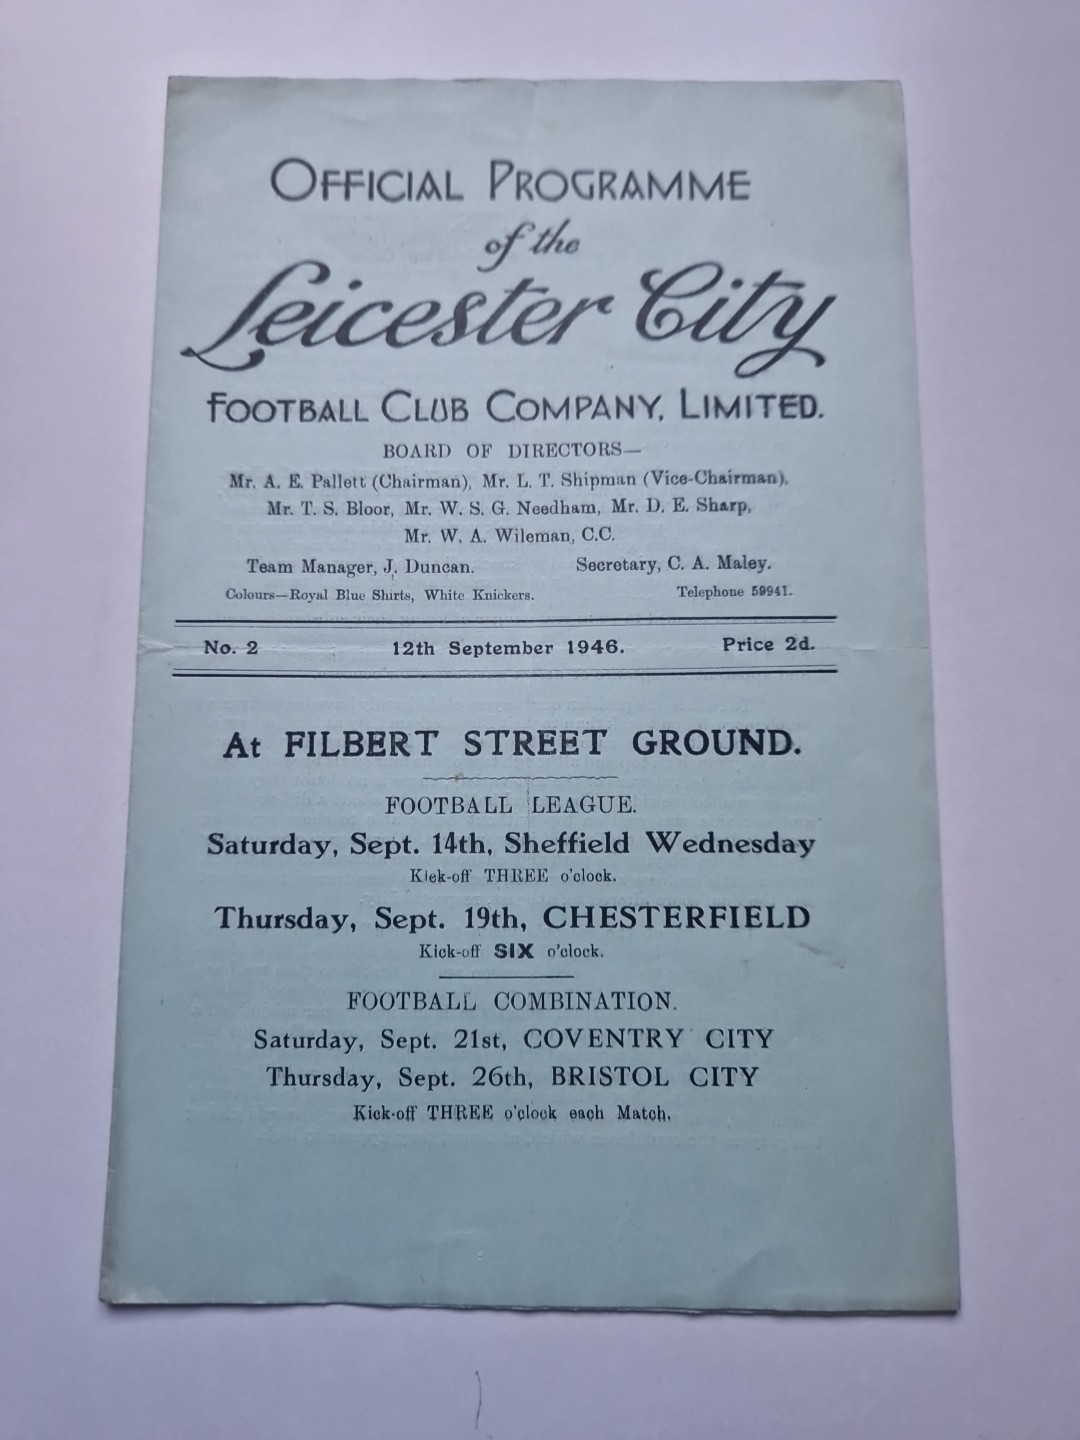 OFFICIAL PROGRAMME
of the
Leicester City
FOOTBALL CLUB COMPANY, LIMITED.
BOARD OF DIRECTORS—
Mr. A. E. Pallett (Chairman), Mr. L. T. Shipman (Vice-Chairman),
Mr. T. S. Bloor, Mr. W. S. G. Needham, Mr. D. E. Sharp,
Mr. W. A. Wileman, C.C.
Team Manager, J. Duncan. Secretary, C. A. Maley.
Colours—Royal Blue Shirts, White Knickers. Telephone 59941.
No. 2 12th September 1946. Price 2d.
At FILBERT STREET GROUND.
FOOTBALL LEAGUE.
Saturday, Sept. 14th, Sheffield Wednesday
Kick-off THREE o'clock.
Thursday, Sept. 19th, CHESTERFIELD
Kick-off SIX o'clock.
FOOTBALL COMBINATION.
Saturday, Sept. 21st, COVENTRY CITY
Thursday, Sept. 26th, BRISTOL CITY
Kick-off THREE o'clock each Match.